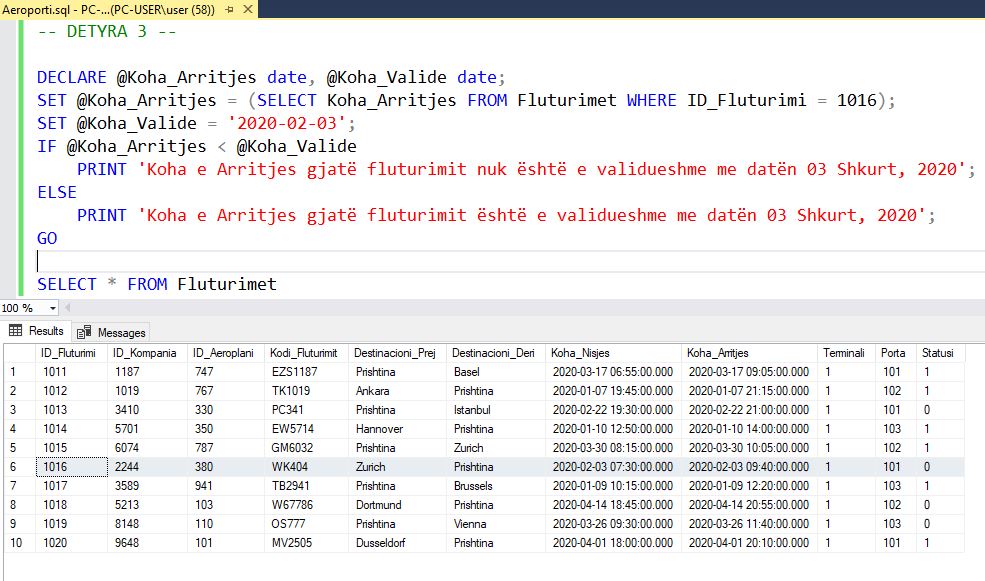 Aeroporti.sql - PC-...(PC-USER\user (58))
-- DETYRA 3 --
DECLARE @Koha_Arritjes date, @Koha_Valide date;
SET @Koha_Arritjes = (SELECT Koha_Arritjes FROM Fluturimet WHERE ID_Fluturimi = 1016);
SET @Koha_Valide = '2020-02-03';
IF @Koha_Arritjes < @Koha_Valide
PRINT 'Koha e Arritjes gjatë fluturimit nuk është e validueshme me datën 03 Shkurt, 2020';
ELSE
PRINT 'Koha e Arritjes gjatë fluturimit është e validueshme me datën 03 Shkurt, 2020';
GO
SELECT * FROM Fluturimet
100 %
Results Messages
ID_Fluturimi ID_Kompania ID_Aeroplani Kodi_Fluturimit Destinacioni_Prej Destinacioni_Deri Koha_Nisjes Koha_Arritjes Terminali Porta Statusi
1 1011 1187 747 EZS1187 Prishtina Basel 2020-03-17 06:55:00.000 2020-03-17 09:05:00.000 1 101 1
2 1012 1019 767 TK1019 Ankara Prishtina 2020-01-07 19:45:00.000 2020-01-07 21:15:00.000 1 102 1
3 1013 3410 330 PC341 Prishtina Istanbul 2020-02-22 19:30:00.000 2020-02-22 21:00:00.000 1 101 0
4 1014 5701 350 EW5714 Hannover Prishtina 2020-01-10 12:50:00.000 2020-01-10 14:00:00.000 1 103 1
5 1015 6074 787 GM6032 Prishtina Zurich 2020-03-30 08:15:00.000 2020-03-30 10:05:00.000 1 102 1
6 1016 2244 380 WK404 Zurich Prishtina 2020-02-03 07:30:00.000 2020-02-03 09:40:00.000 1 101 0
7 1017 3589 941 TB2941 Prishtina Brussels 2020-01-09 10:15:00.000 2020-01-09 12:20:00.000 1 103 1
8 1018 5213 103 W67786 Dortmund Prishtina 2020-04-14 18:45:00.000 2020-04-14 20:55:00.000 1 102 0
9 1019 8148 110 OS777 Prishtina Vienna 2020-03-26 09:30:00.000 2020-03-26 11:40:00.000 1 103 0
10 1020 9648 101 MV2505 Dusseldorf Prishtina 2020-04-01 18:00:00.000 2020-04-01 20:10:00.000 1 101 1